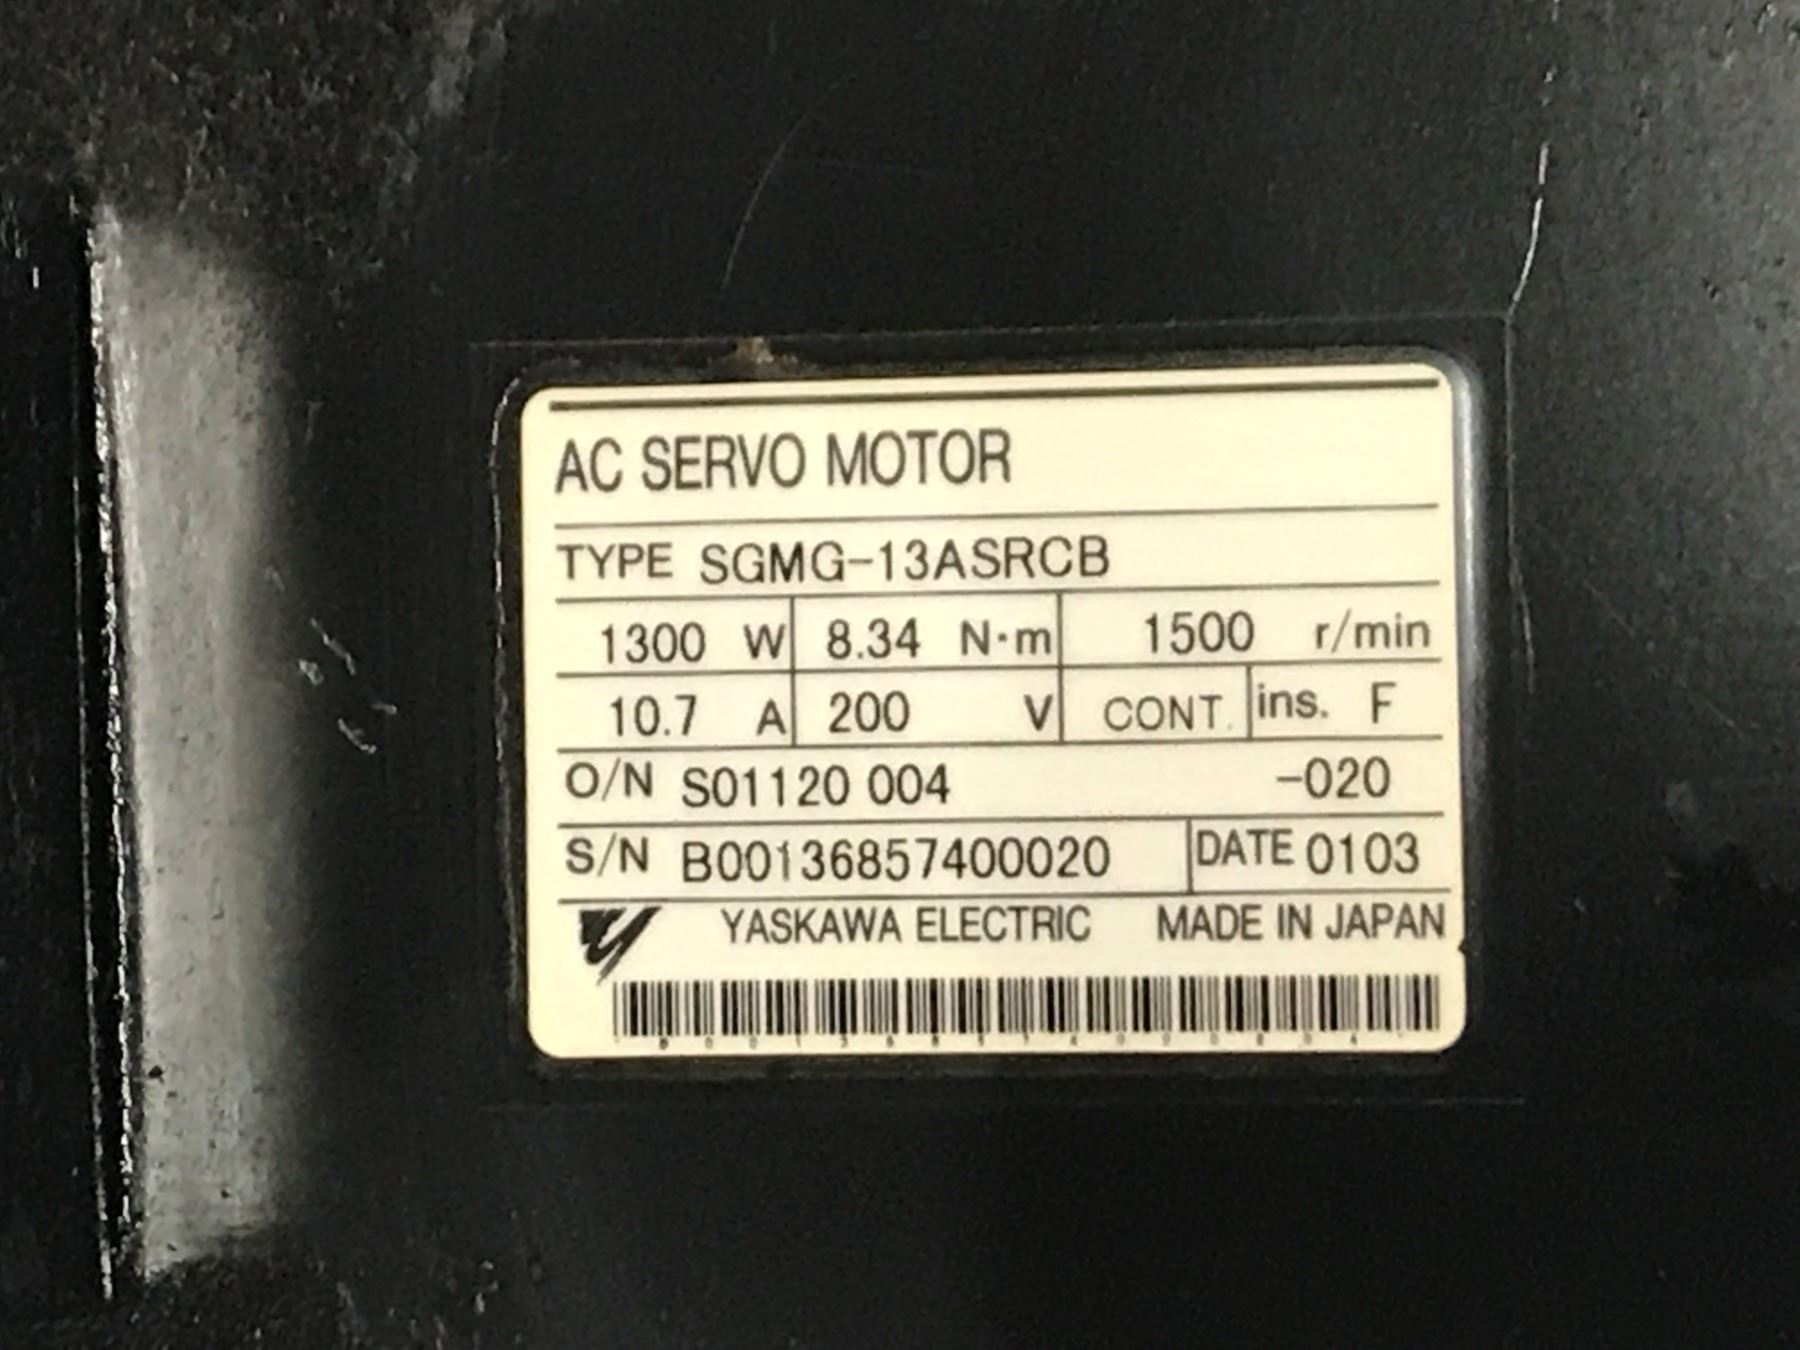 AC SERVO MOTOR
TYPE SGMG-13ASRCB
1300 W 8.34 N·m 1500 r/min
10.7 A 200 V CONT. ins. F
O/N S01120 004 -020
S/N B00136857400020 DATE 0103
YASKAWA ELECTRIC MADE IN JAPAN